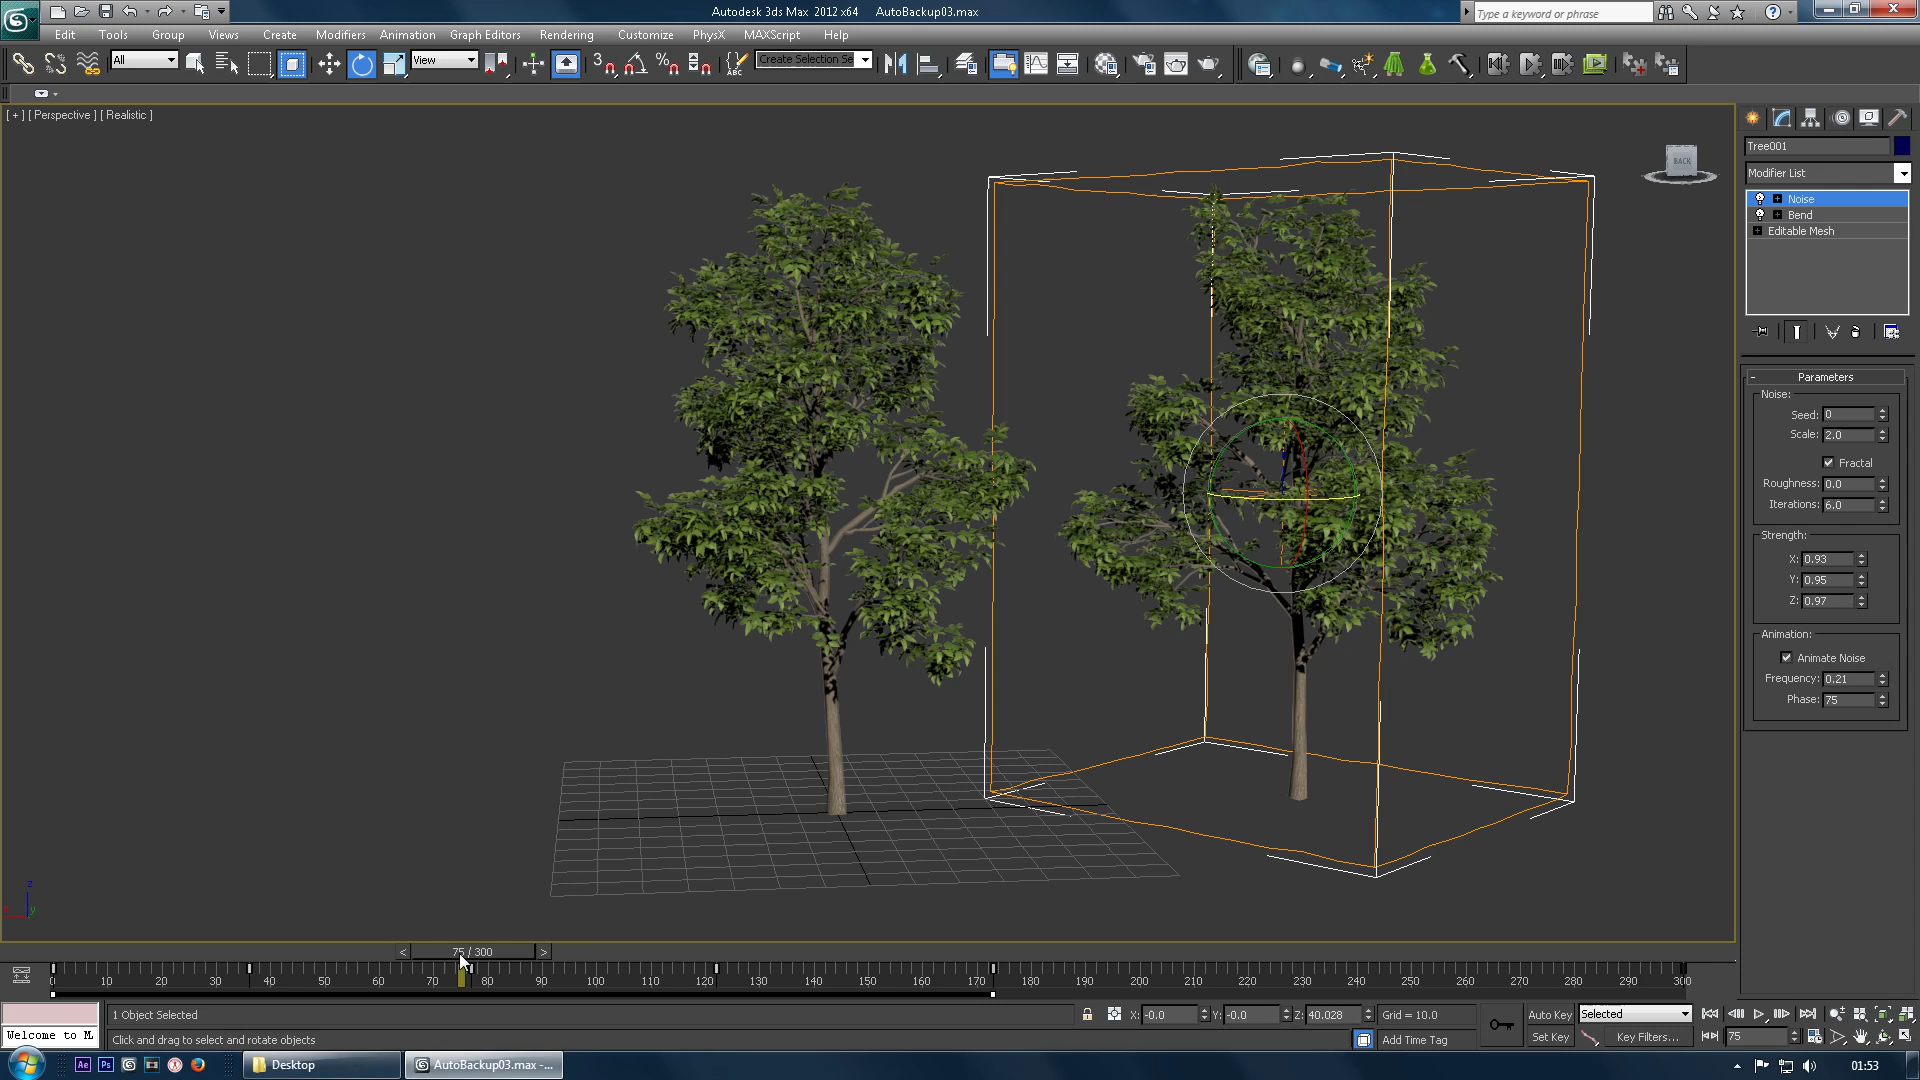 Autodesk 3ds Max 2012 x64 AutoBackup03.max
Type a keyword or phrase
Edit Tools Group Views Create Modifiers Animation Graph Editors Rendering Customize PhysX MAXScript Help
All
View
3
ABC
Create Selection Se
[ + ] [ Perspective ] [ Realistic ]
BACK
Tree001
Modifier List
Noise
Bend
Editable Mesh
Parameters
Noise:
Seed: 0
Scale: 2.0
Fractal
Roughness: 0.0
Iterations: 6.0
Strength:
X: 0.93
Y: 0.95
Z: 0.97
Animation:
Animate Noise
Frequency: 0.21
Phase: 75
z
x
y
< 75 / 300 >
10 20 30 40 50 60 70 80 90 100 110 120 130 140 150 160 170 180 190 200 210 220 230 240 250 260 270 280 290 300
1 Object Selected
X: -0.0 Y: -0.0 Z: 40.028 Grid = 10.0
Auto Key Selected
Welcome to M.
Click and drag to select and rotate objects
Add Time Tag
Set Key Key Filters... 75
Ae Ps Desktop AutoBackup03.max -...
01:53